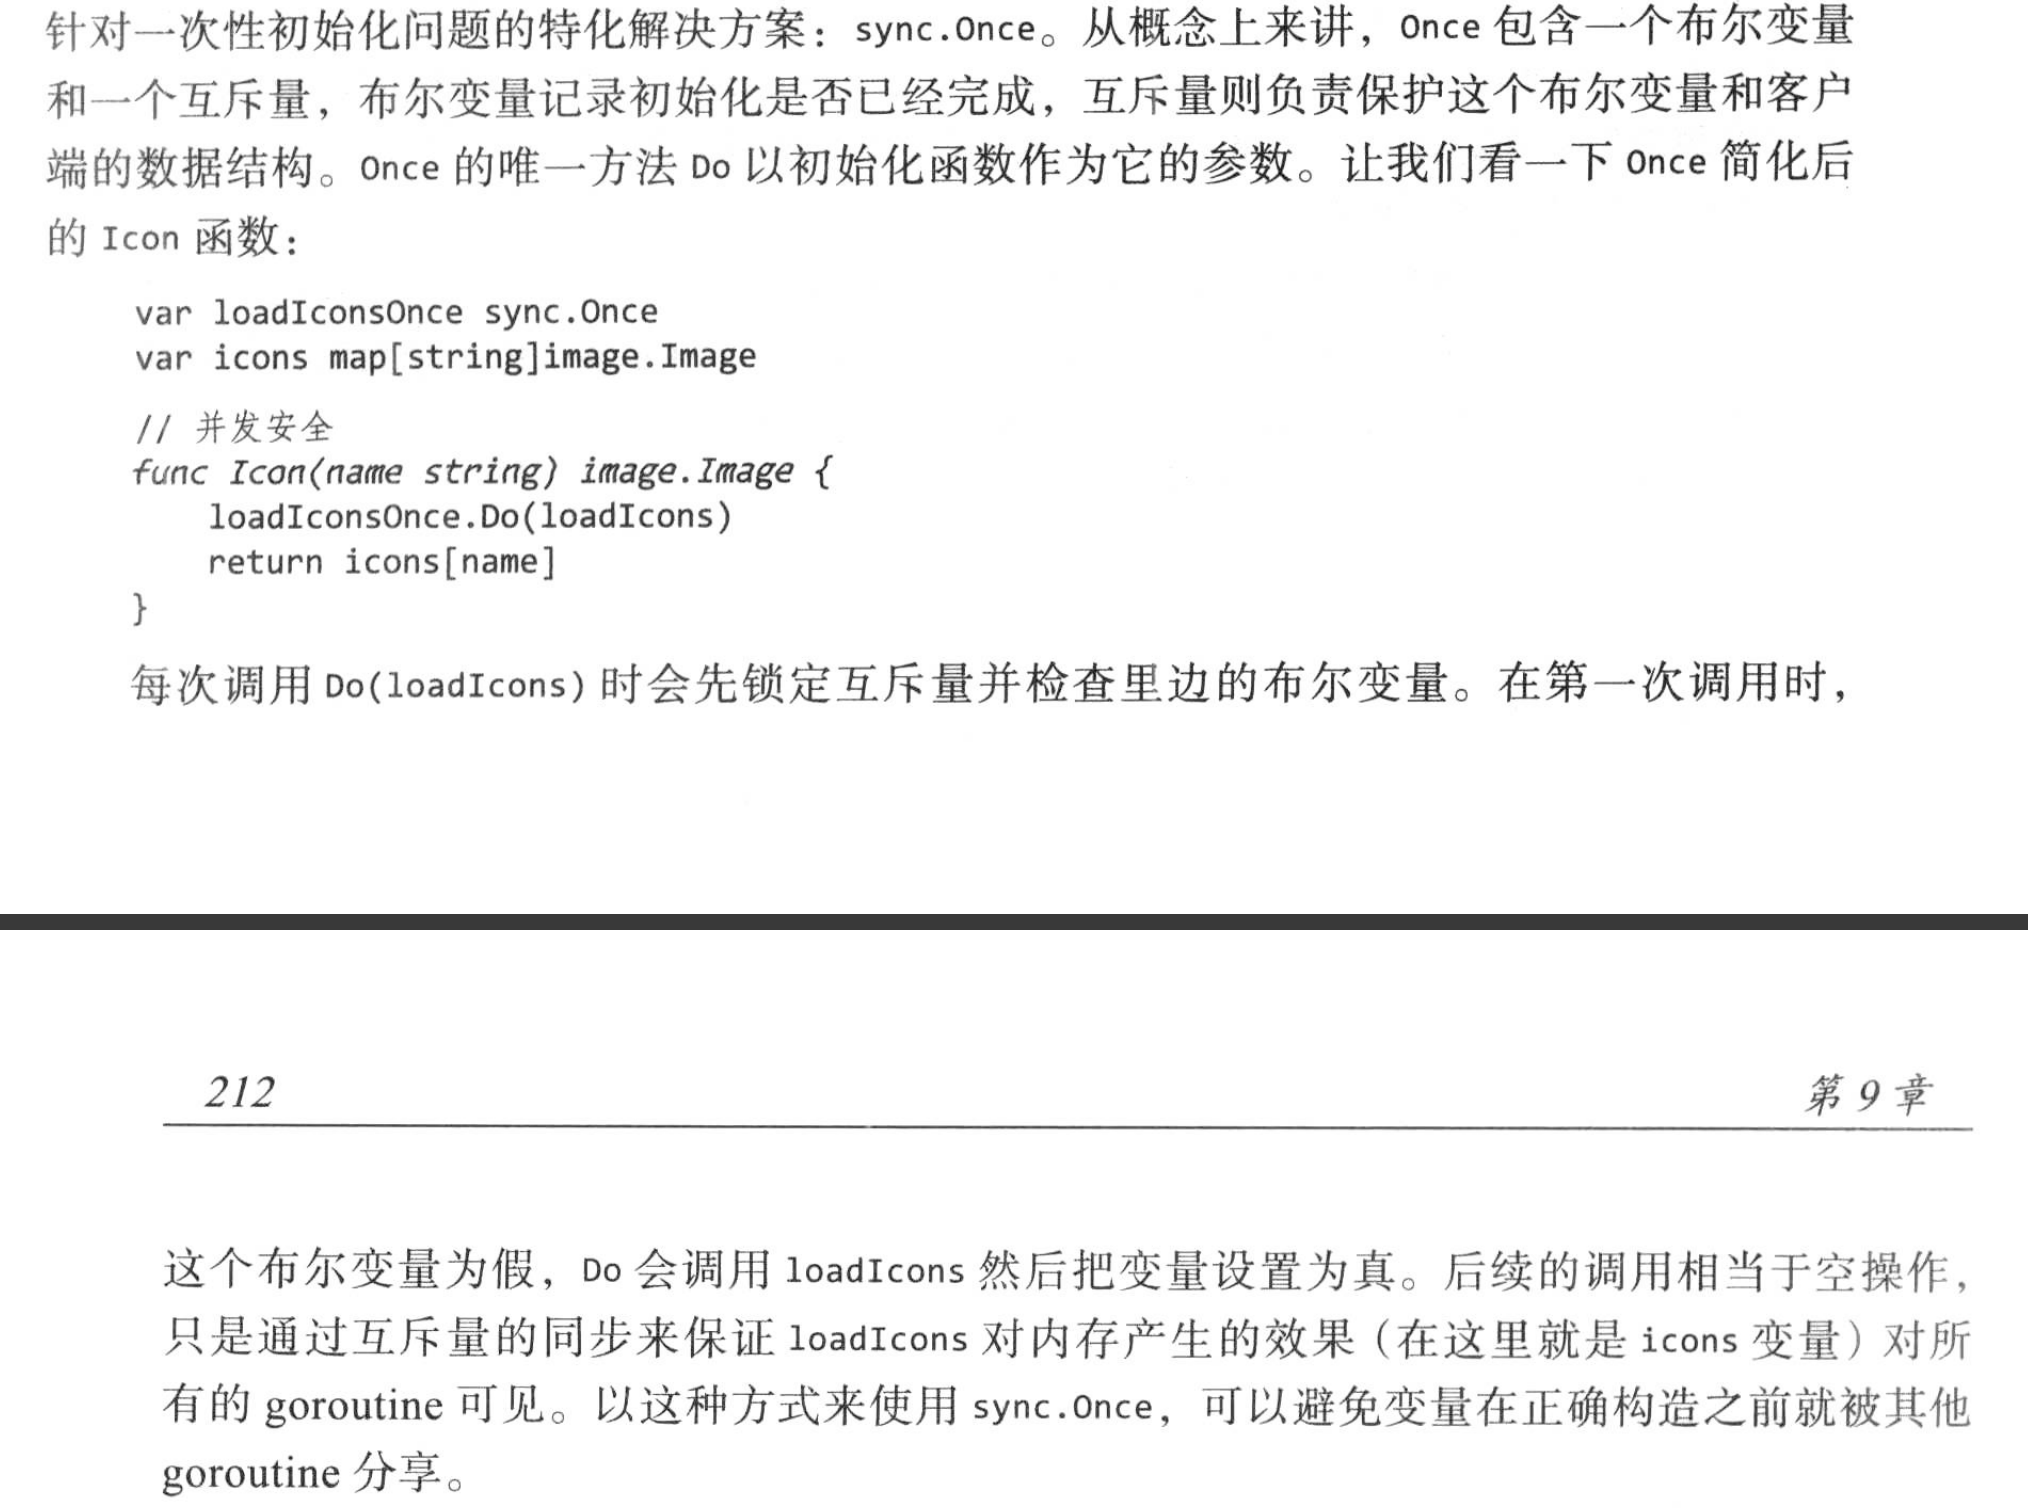 针对一次性初始化问题的特化解决方案：sync.Once。从概念上来讲，Once 包含一个布尔变量
和一个互斥量，布尔变量记录初始化是否已经完成，互斥量则负责保护这个布尔变量和客户
端的数据结构。Once 的唯一方法 Do 以初始化函数作为它的参数。让我们看一下 Once 简化后
的 Icon 函数：
var loadIconsOnce sync.Once
var icons map[string]image.Image
// 并发安全
func Icon(name string) image.Image {
    loadIconsOnce.Do(loadIcons)
    return icons[name]
}
每次调用 Do(loadIcons) 时会先锁定互斥量并检查里边的布尔变量。在第一次调用时，
212 第 9 章
这个布尔变量为假，Do 会调用 loadIcons 然后把变量设置为真。后续的调用相当于空操作，
只是通过互斥量的同步来保证 loadIcons 对内存产生的效果（在这里就是 icons 变量）对所
有的 goroutine 可见。以这种方式来使用 sync.Once，可以避免变量在正确构造之前就被其他
goroutine 分享。